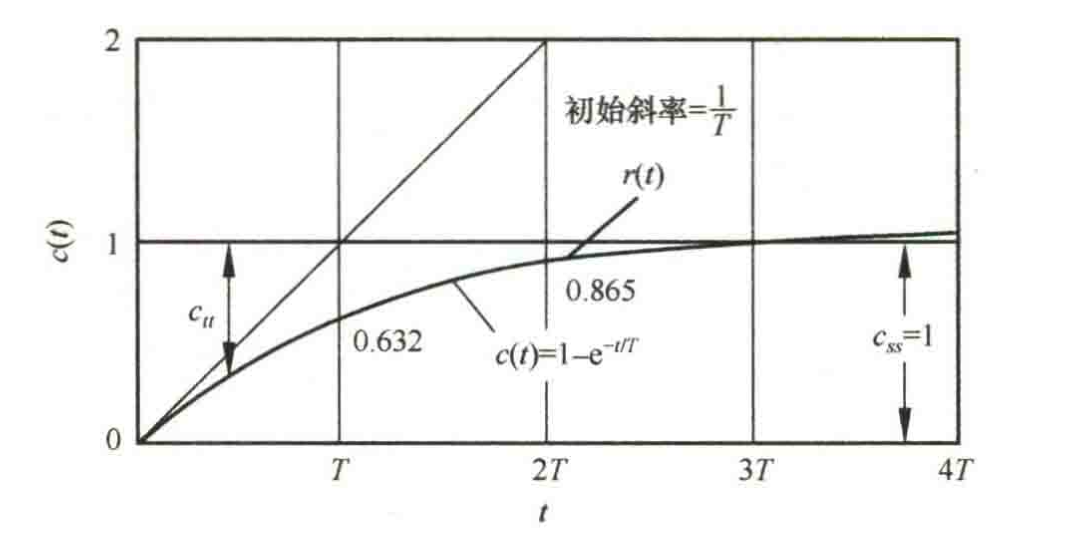 2
初始斜率=1/T
r(t)
c(t)
1
0.865
c_tt
0.632
c_ss=1
c(t)=1–e^–t/T
0
T
2T
3T
4T
t